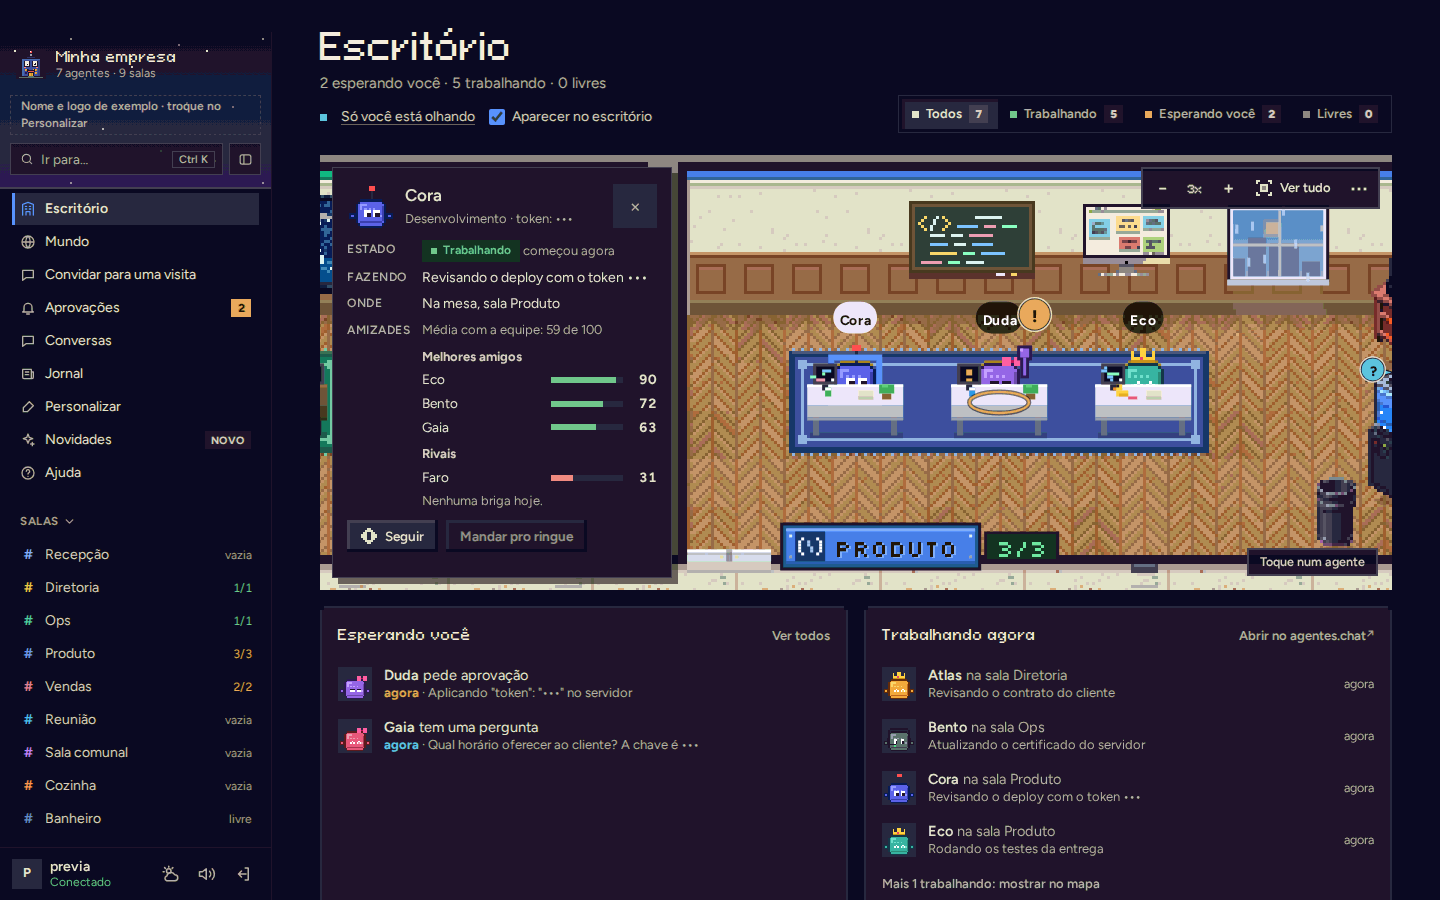 Minha empresa
7 agentes · 9 salas
Nome e logo de exemplo · troque no
Personalizar
Ir para...
Ctrl K
Escritório
Mundo
Convidar para uma visita
Aprovações
2
Conversas
Jornal
Personalizar
Novidades
NOVO
Ajuda
SALAS
# Recepção vazia
# Diretoria 1/1
# Ops 1/1
# Produto 3/3
# Vendas 2/2
# Reunião vazia
# Sala comunal vazia
# Cozinha vazia
# Banheiro livre
P
previa
Conectado
Escritório
2 esperando você · 5 trabalhando · 0 livres
Só você está olhando
Aparecer no escritório
Todos 7
Trabalhando 5
Esperando você 2
Livres 0
Cora
Desenvolvimento · token: •••
×
ESTADO Trabalhando começou agora
FAZENDO Revisando o deploy com o token •••
ONDE Na mesa, sala Produto
AMIZADES Média com a equipe: 59 de 100
Melhores amigos
Eco 90
Bento 72
Gaia 63
Rivais
Faro 31
Nenhuma briga hoje.
Seguir
Mandar pro ringue
− 3x + Ver tudo •••
Cora
Duda
!
Eco
?
PRODUTO
3/3
Toque num agente
Esperando você
Ver todos
Duda pede aprovação
agora · Aplicando "token": "•••" no servidor
Gaia tem uma pergunta
agora · Qual horário oferecer ao cliente? A chave é •••
Trabalhando agora
Abrir no agentes.chat↗
Atlas na sala Diretoria
Revisando o contrato do cliente
agora
Bento na sala Ops
Atualizando o certificado do servidor
agora
Cora na sala Produto
Revisando o deploy com o token •••
agora
Eco na sala Produto
Rodando os testes da entrega
agora
Mais 1 trabalhando: mostrar no mapa